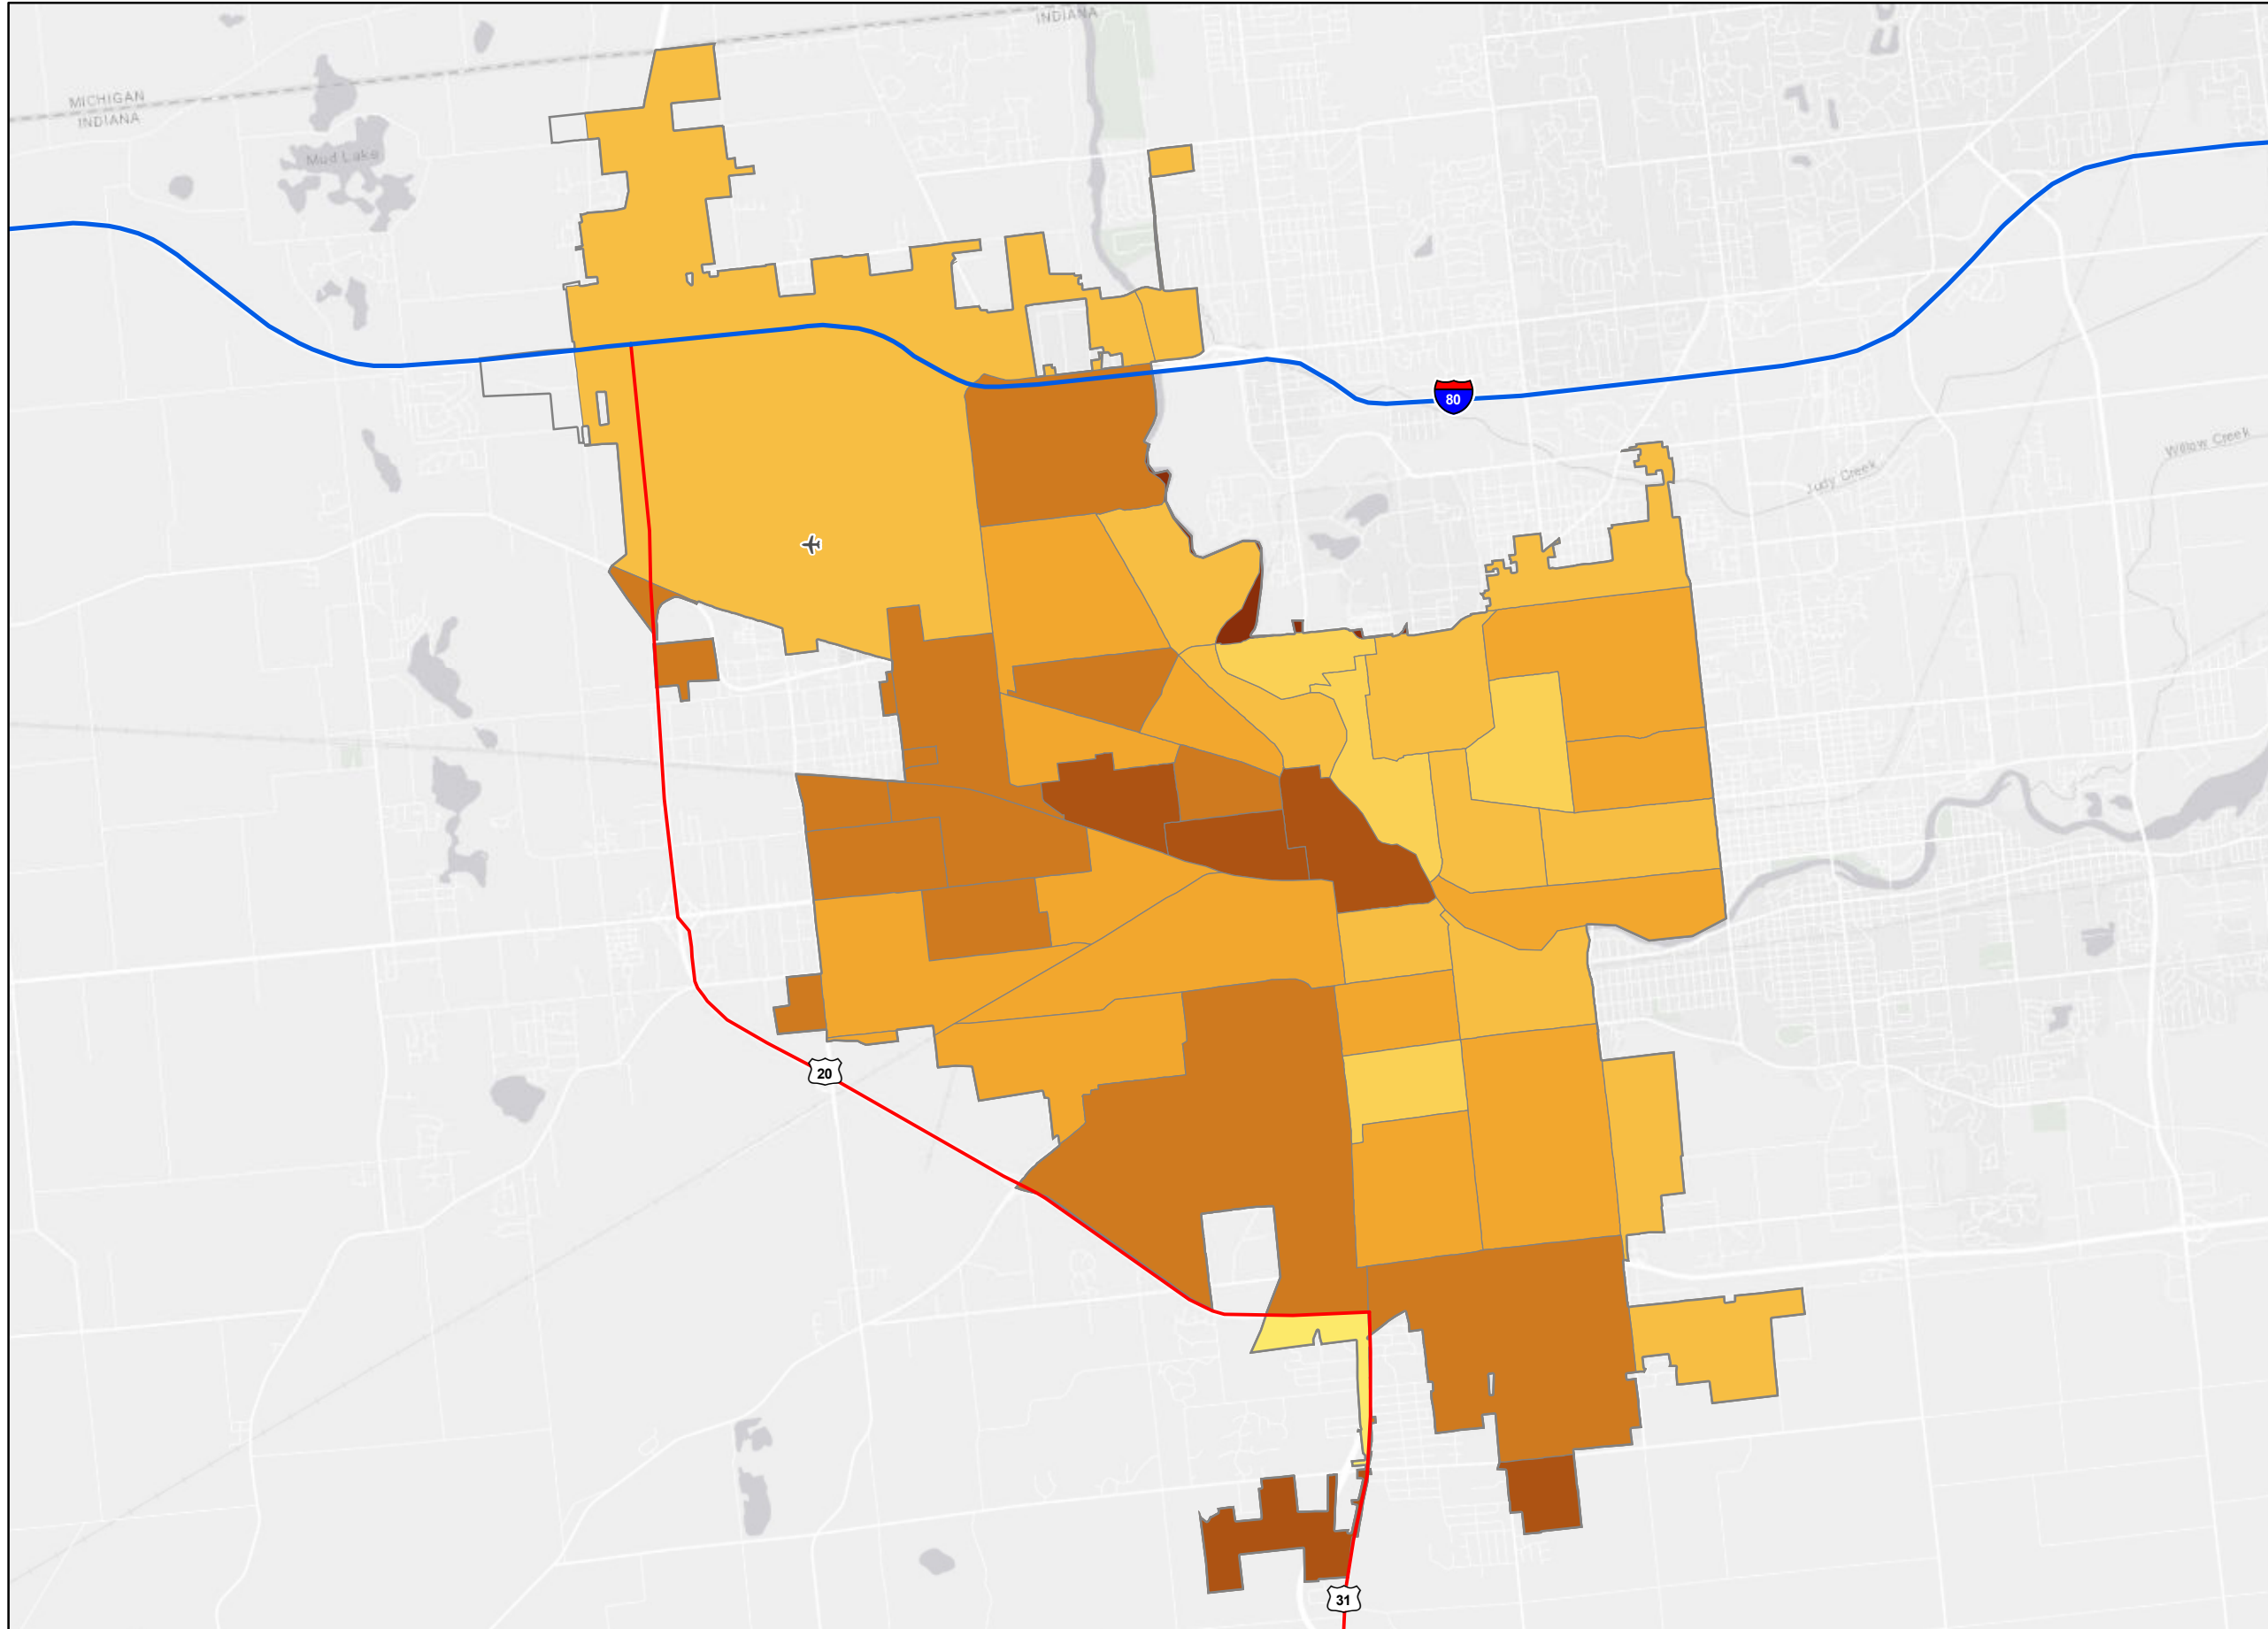 INDIANA
MICHIGAN
INDIANA
Mud Lake
80
Willow Creek
Judy Creek
20
31